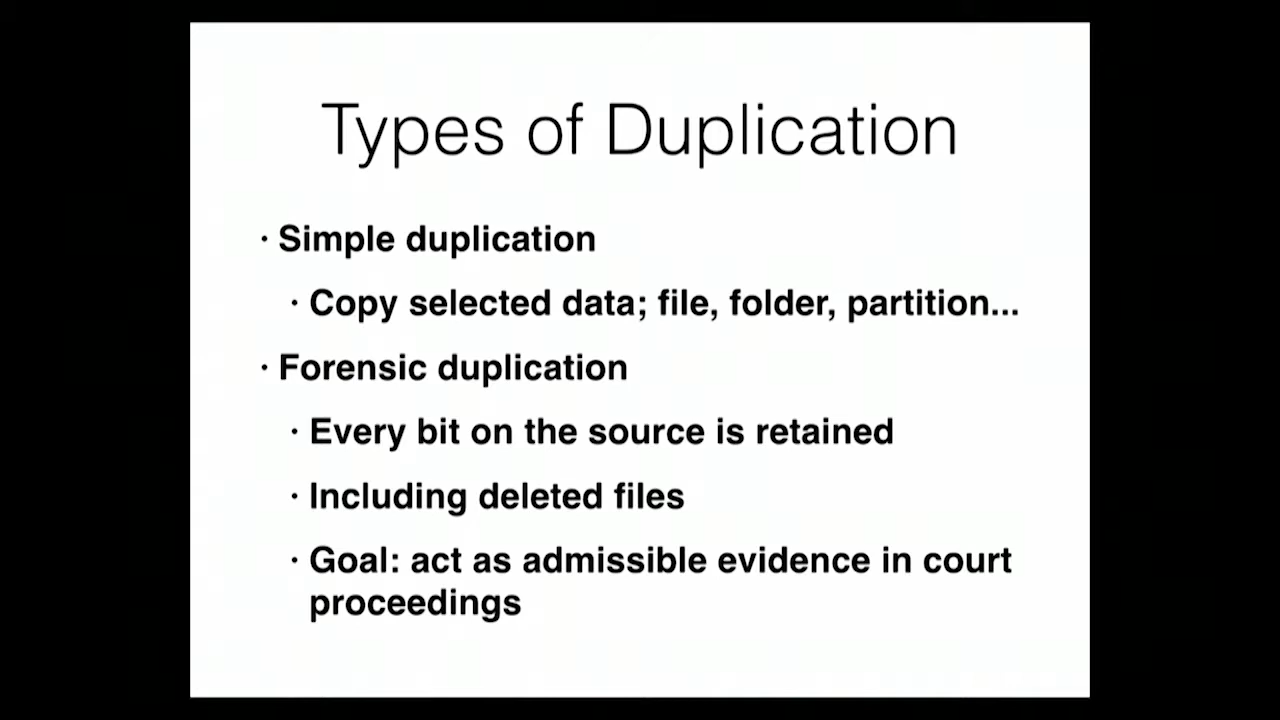 Types of Duplication
· Simple duplication
· Copy selected data; file, folder, partition...
· Forensic duplication
· Every bit on the source is retained
· Including deleted files
· Goal: act as admissible evidence in court
proceedings